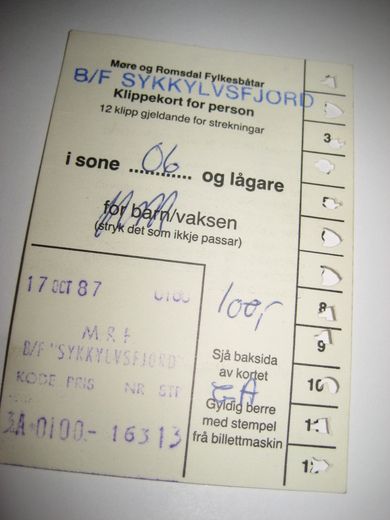 Møre og Romsdal Fylkesbåtar
B/F SYKKYLVSFJORD
Klippekort for person
12 klipp gjeldande for strekningar
i sone 06 og lågare
for barn/vaksen
(stryk det som ikkje passar)
17 OCT 87 0100
M R F
B/F "SYKKYLVSFJORD"
KODE PRIS NR STP
3A 0100.- 16313
100,-
Sjå baksida
av kortet
Gyldig berre
med stempel
frå billettmaskin
3
8
9
10
11
12